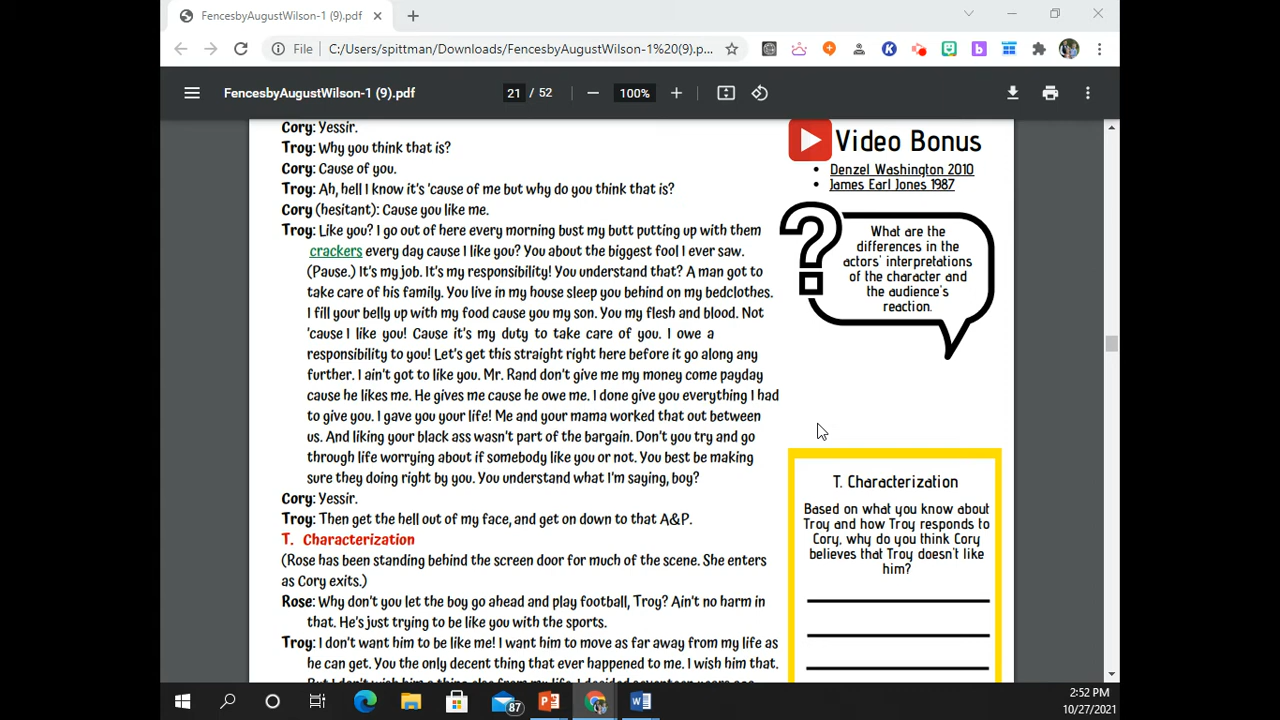 FencesbyAugustWilson-1 (9).pdf
File
C:/Users/spittman/Downloads/FencesbyAugustWilson-1%20(9).p...
FencesbyAugustWilson-1 (9).pdf
21 / 52
100%
Cory: Yessir.
Troy: Why you think that is?
Cory: Cause of you.
Troy: Ah, hell I know it's 'cause of me but why do you think that is?
Cory (hesitant): Cause you like me.
Troy: Like you? I go out of here every morning bust my butt putting up with them
crackers every day cause I like you? You about the biggest fool I ever saw.
(Pause.) It's my job. It's my responsibility! You understand that? A man got to
take care of his family. You live in my house sleep you behind on my bedclothes.
I fill your belly up with my food cause you my son. You my flesh and blood. Not
'cause I like you! Cause it's my duty to take care of you. I owe a
responsibility to you! Let's get this straight right here before it go along any
further. I ain't got to like you. Mr. Rand don't give me my money come payday
cause he likes me. He gives me cause he owe me. I done give you everything I had
to give you. I gave you your life! Me and your mama worked that out between
us. And liking your black ass wasn't part of the bargain. Don't you try and go
through life worrying about if somebody like you or not. You best be making
sure they doing right by you. You understand what I'm saying, boy?
Cory: Yessir.
Troy: Then get the hell out of my face, and get on down to that A&P.
T. Characterization
(Rose has been standing behind the screen door for much of the scene. She enters
as Cory exits.)
Rose: Why don't you let the boy go ahead and play football, Troy? Ain't no harm in
that. He's just trying to be like you with the sports.
Troy: I don't want him to be like me! I want him to move as far away from my life as
he can get. You the only decent thing that ever happened to me. I wish him that.
But I don't wish him a thing else from my life. I decided seventeen years ago
Video Bonus
• Denzel Washington 2010
• James Earl Jones 1987
What are the
differences in the
actors' interpretations
of the character and
the audience's
reaction.
T. Characterization
Based on what you know about
Troy and how Troy responds to
Cory, why do you think Cory
believes that Troy doesn't like
him?
87
2:52 PM
10/27/2021